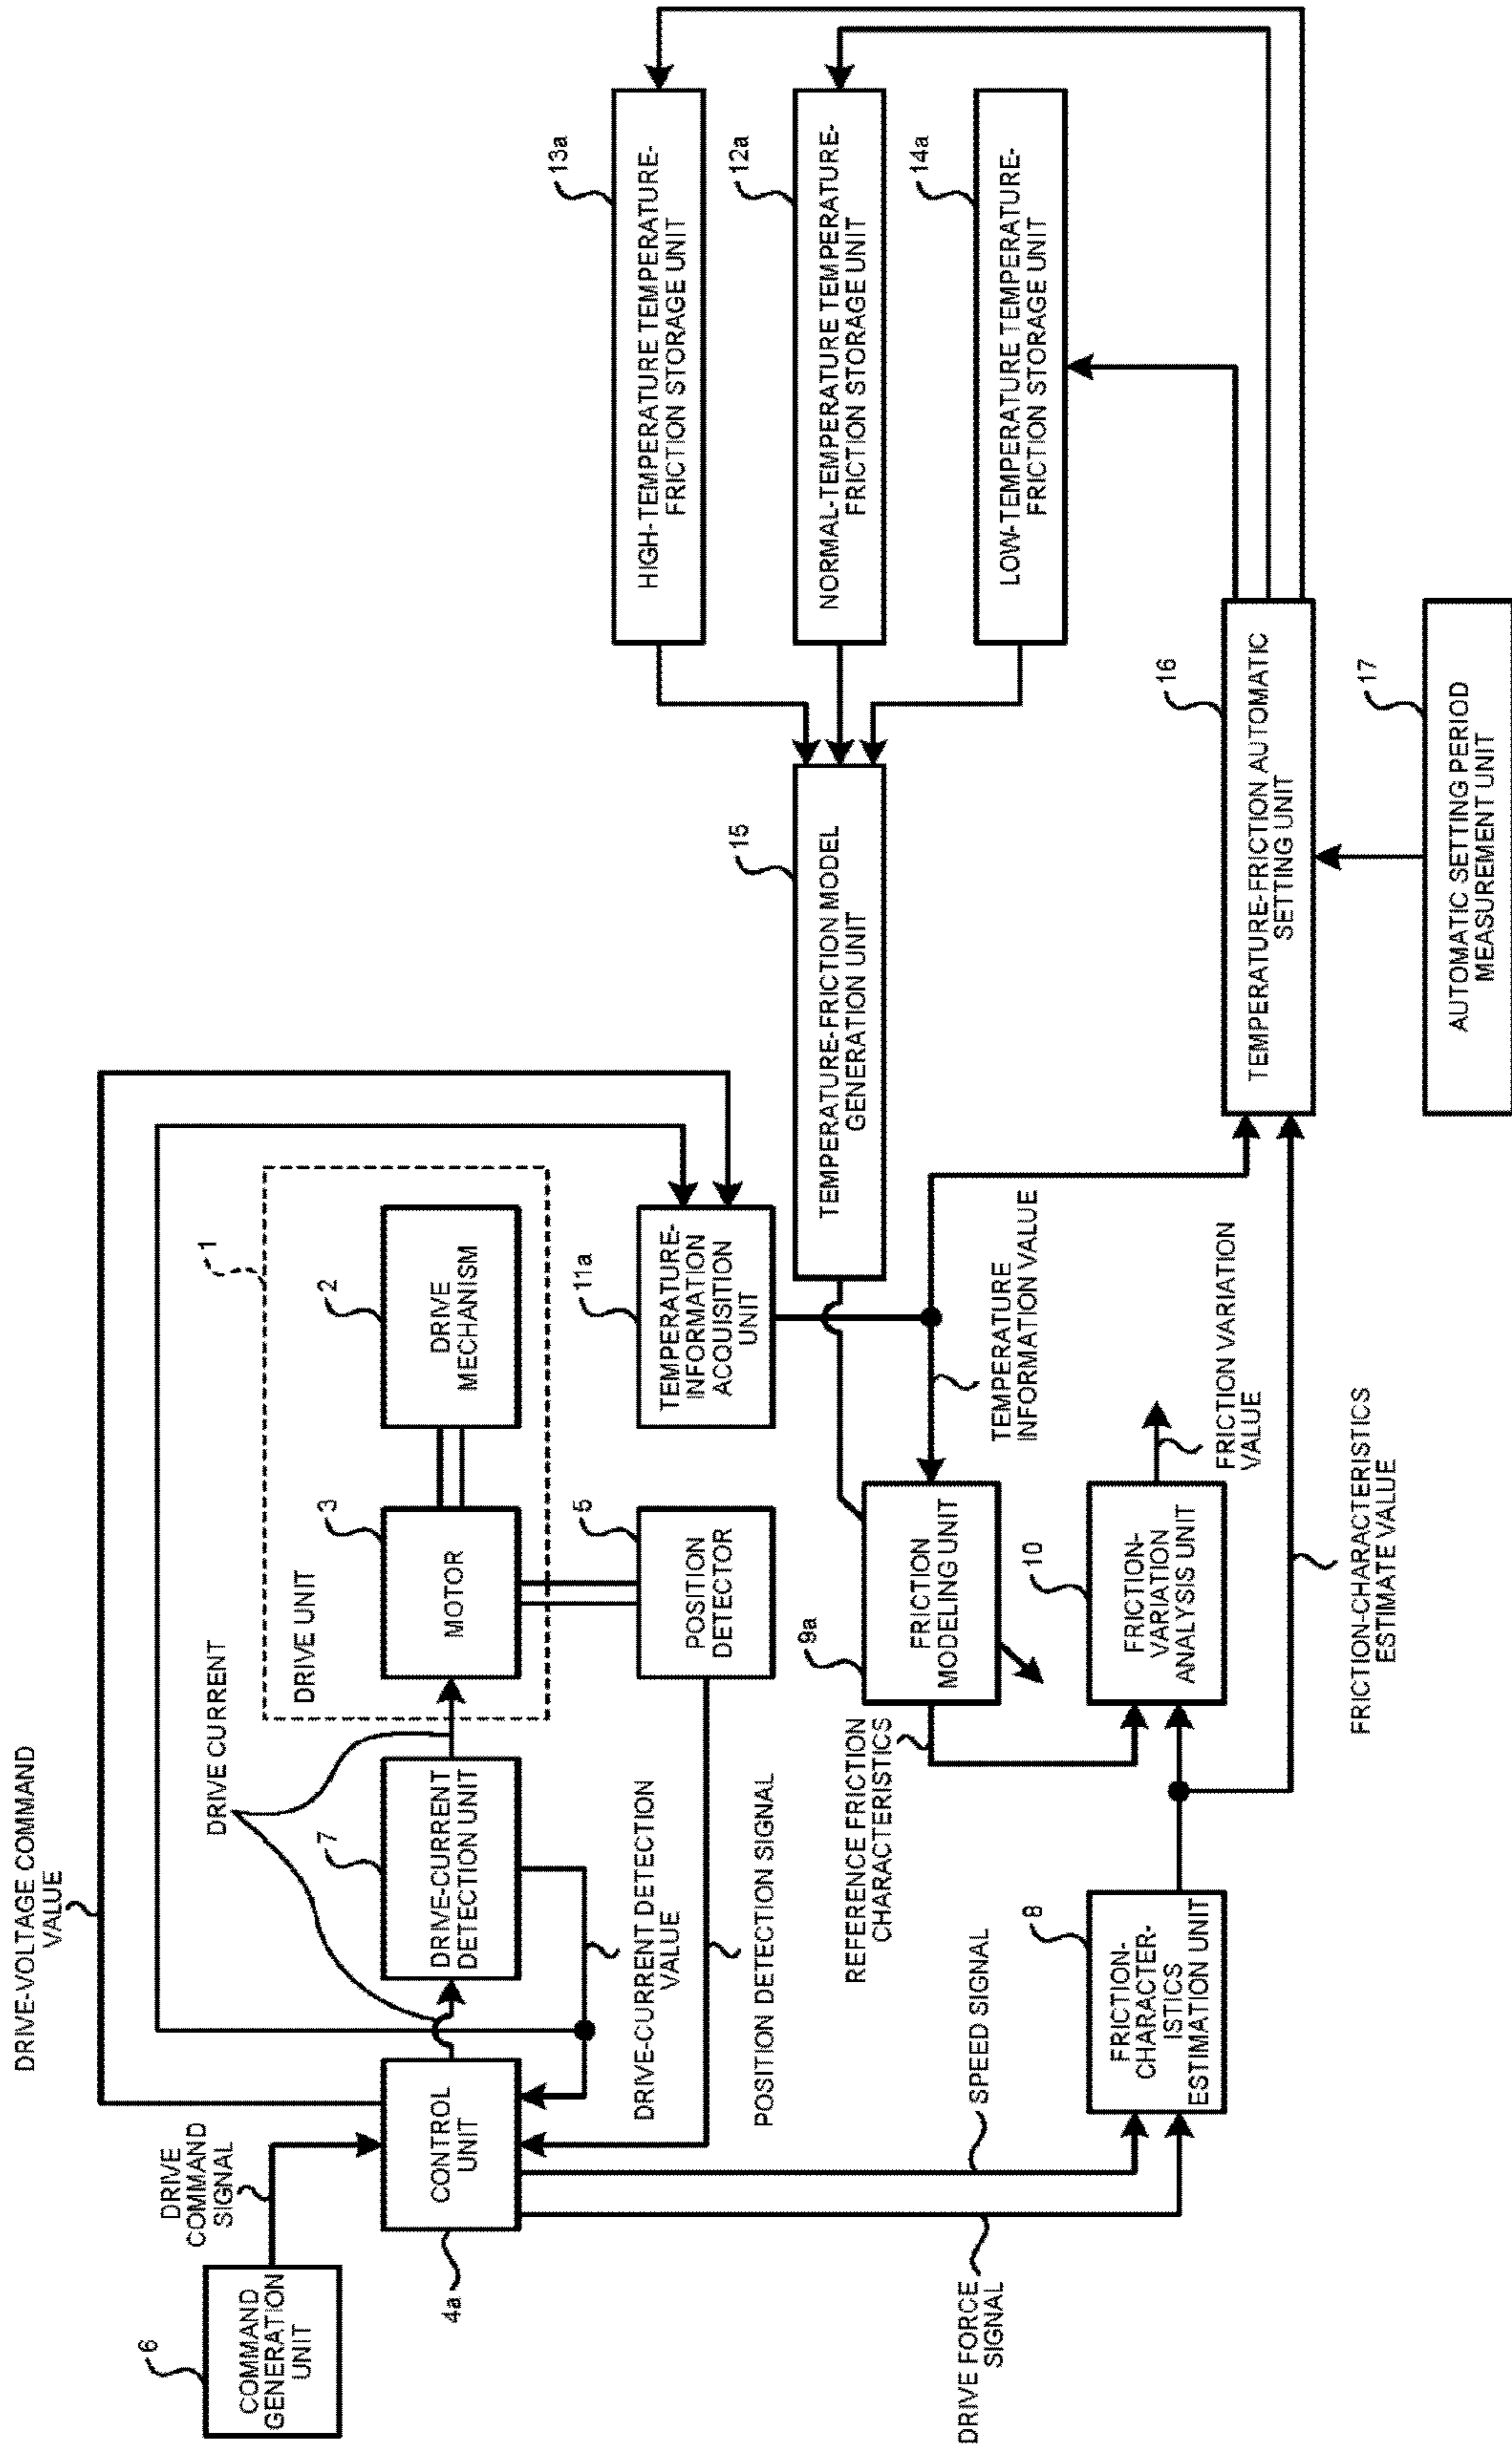 DRIVE-VOLTAGE COMMAND
VALUE
DRIVE CURRENT
6
COMMAND
GENERATION
UNIT
DRIVE
COMMAND
SIGNAL
4a
CONTROL
UNIT
7
DRIVE-CURRENT
DETECTION UNIT
DRIVE UNIT
1
3
MOTOR
2
DRIVE
MECHANISM
DRIVE-CURRENT DETECTION
VALUE
5
POSITION
DETECTOR
11a
TEMPERATURE-
INFORMATION
ACQUISITION
UNIT
POSITION DETECTION SIGNAL
13a
HIGH-TEMPERATURE TEMPERATURE-
FRICTION STORAGE UNIT
15
TEMPERATURE-FRICTION MODEL
GENERATION UNIT
12a
NORMAL-TEMPERATURE TEMPERATURE-
FRICTION STORAGE UNIT
14a
LOW-TEMPERATURE TEMPERATURE-
FRICTION STORAGE UNIT
REFERENCE FRICTION
CHARACTERISTICS
9a
FRICTION
MODELING UNIT
TEMPERATURE
INFORMATION VALUE
DRIVE FORCE
SIGNAL
SPEED SIGNAL
8
FRICTION-
CHARACTER-
ISTICS
ESTIMATION UNIT
10
FRICTION-
VARIATION
ANALYSIS UNIT
FRICTION VARIATION
VALUE
16
TEMPERATURE-FRICTION AUTOMATIC
SETTING UNIT
FRICTION-CHARACTERISTICS
ESTIMATE VALUE
17
AUTOMATIC SETTING PERIOD
MEASUREMENT UNIT